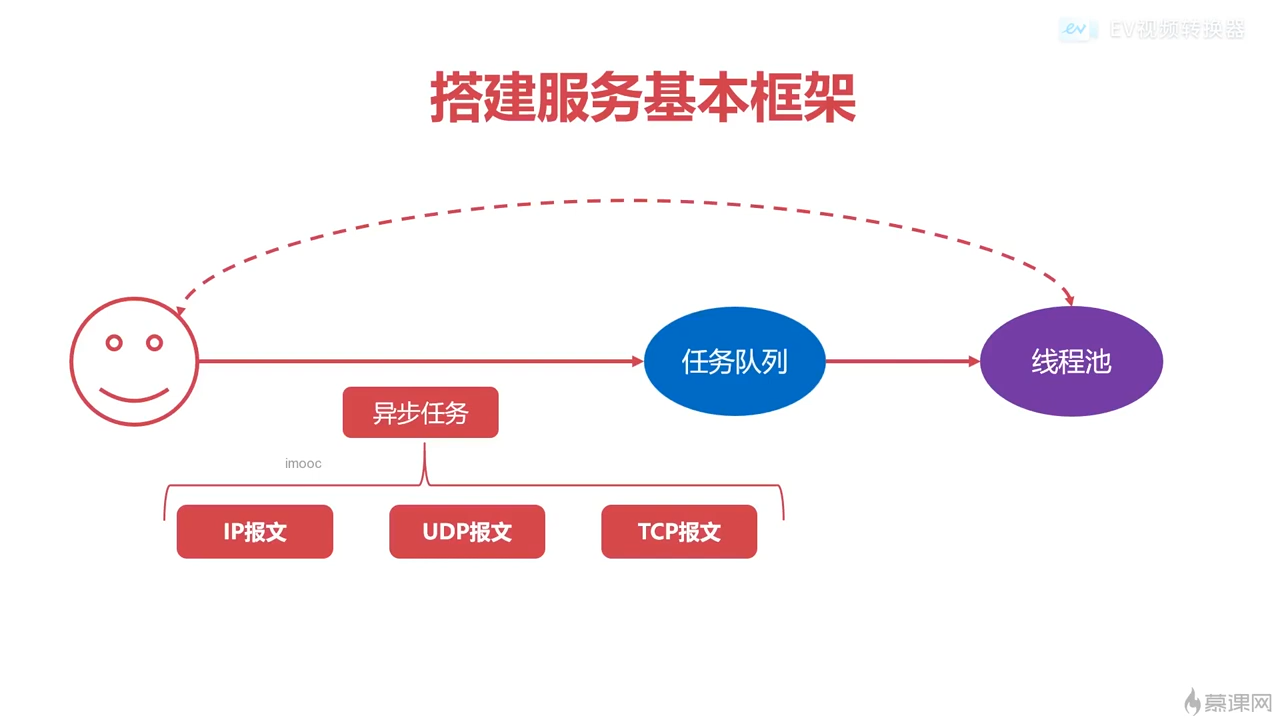 EV视频转换器
搭建服务基本框架
任务队列
线程池
异步任务
imooc
IP报文
UDP报文
TCP报文
慕课网